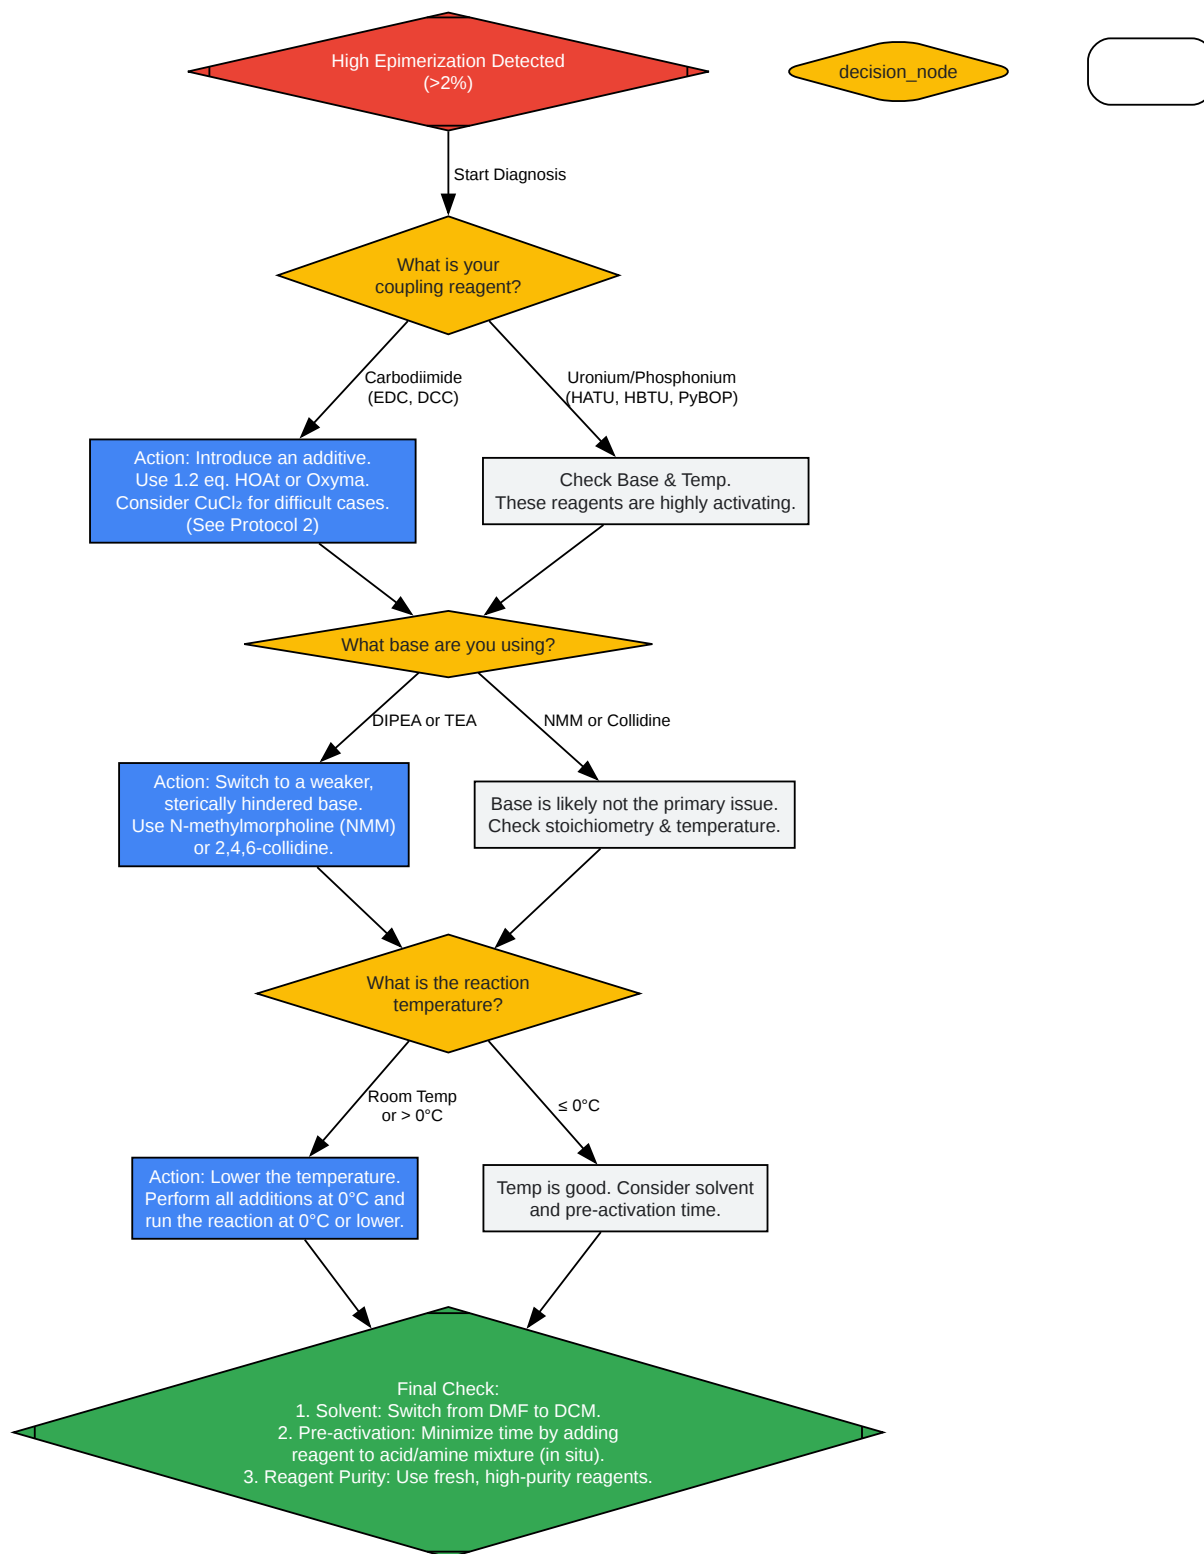 High Epimerization Detected
(>2%)
decision_node
Start Diagnosis
What is your
coupling reagent?
Carbodiimide
(EDC, DCC)
Uronium/Phosphonium
(HATU, HBTU, PyBOP)
Action: Introduce an additive.
Use 1.2 eq. HOAt or Oxyma.
Consider CuCl₂ for difficult cases.
(See Protocol 2)
Check Base & Temp.
These reagents are highly activating.
What base are you using?
DIPEA or TEA
NMM or Collidine
Action: Switch to a weaker,
sterically hindered base.
Use N-methylmorpholine (NMM)
or 2,4,6-collidine.
Base is likely not the primary issue.
Check stoichiometry & temperature.
What is the reaction
temperature?
Room Temp
or > 0°C
≤ 0°C
Action: Lower the temperature.
Perform all additions at 0°C and
run the reaction at 0°C or lower.
Temp is good. Consider solvent
and pre-activation time.
Final Check:
1. Solvent: Switch from DMF to DCM.
2. Pre-activation: Minimize time by adding
reagent to acid/amine mixture (in situ).
3. Reagent Purity: Use fresh, high-purity reagents.